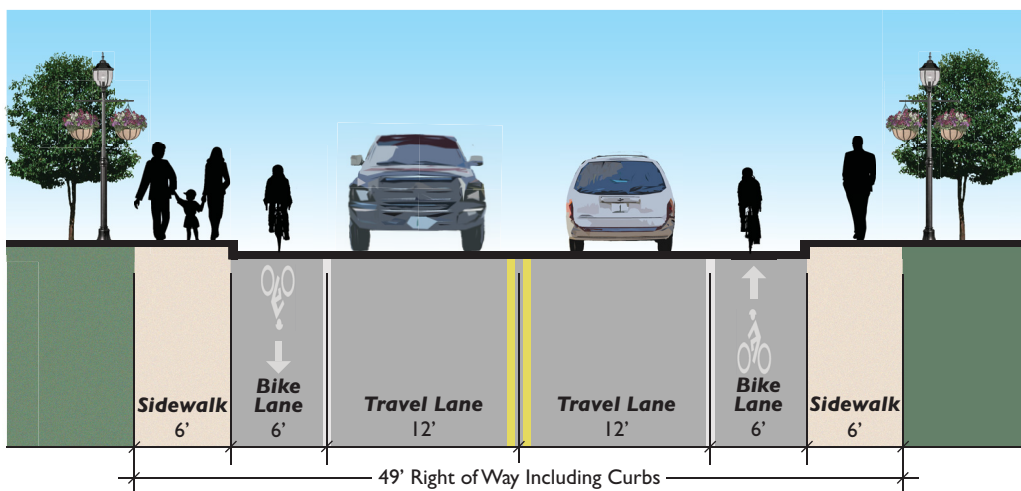 Sidewalk
6’
Bike
Lane
6’
Travel Lane
12’
Travel Lane
12’
Bike
Lane
6’
Sidewalk
6’
49’ Right of Way Including Curbs